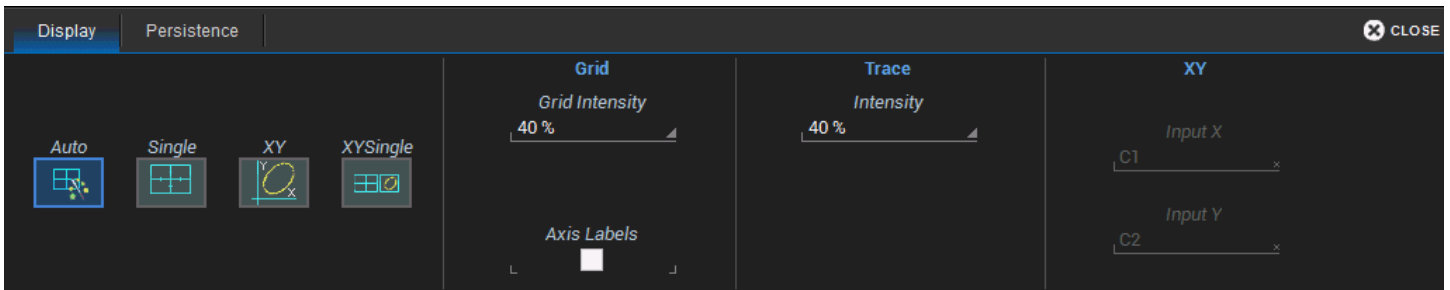 Display
Persistence
CLOSE
Auto
Single
XY
XYSingle
Y
X
Grid
Grid Intensity
40 %
Axis Labels
Trace
Intensity
40 %
XY
Input X
C1
Input Y
C2